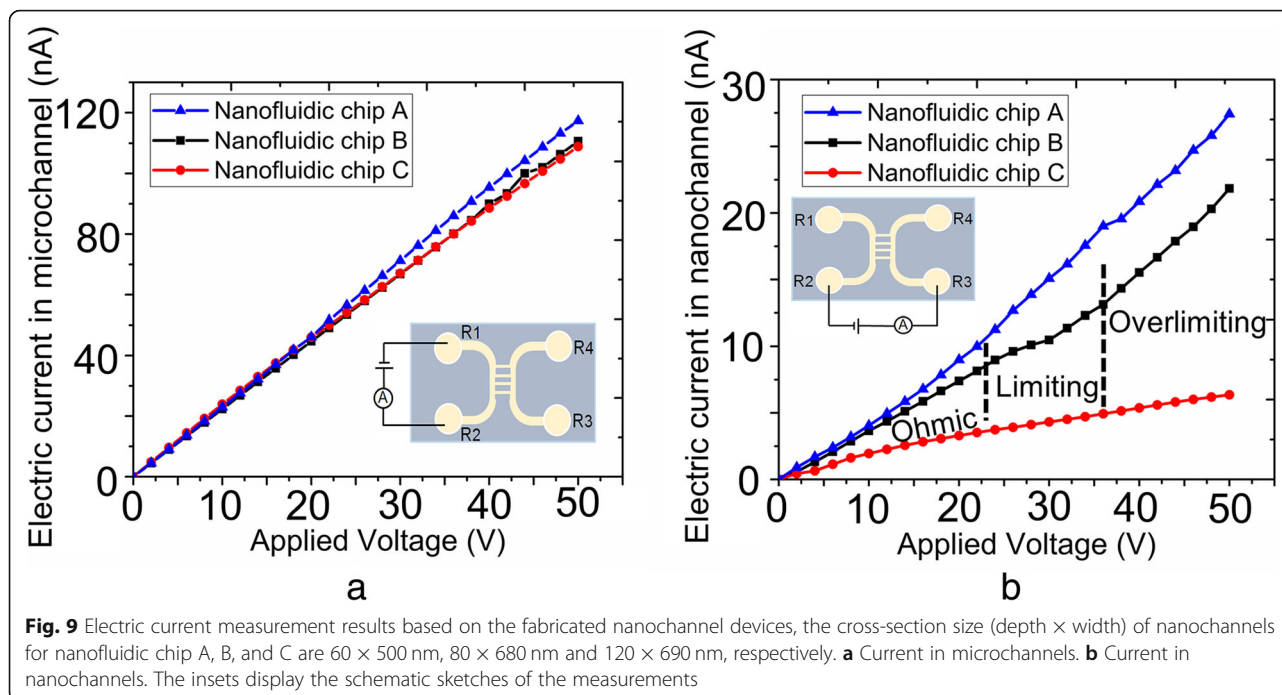 Electric current in microchannel (nA)
120
80
40
0
Nanofluidic chip A
Nanofluidic chip B
Nanofluidic chip C
R1
R4
A
R2
R3
0
10
20
30
40
50
Applied Voltage (V)
a
Electric current in nanochannel (nA)
30
20
10
0
Nanofluidic chip A
Nanofluidic chip B
Nanofluidic chip C
R1
R4
R2
R3
A
Ohmic
Limiting
Overlimiting
0
10
20
30
40
50
Applied Voltage (V)
b
Fig. 9 Electric current measurement results based on the fabricated nanochannel devices, the cross-section size (depth × width) of nanochannels
for nanofluidic chip A, B, and C are 60 × 500 nm, 80 × 680 nm and 120 × 690 nm, respectively. a Current in microchannels. b Current in
nanochannels. The insets display the schematic sketches of the measurements